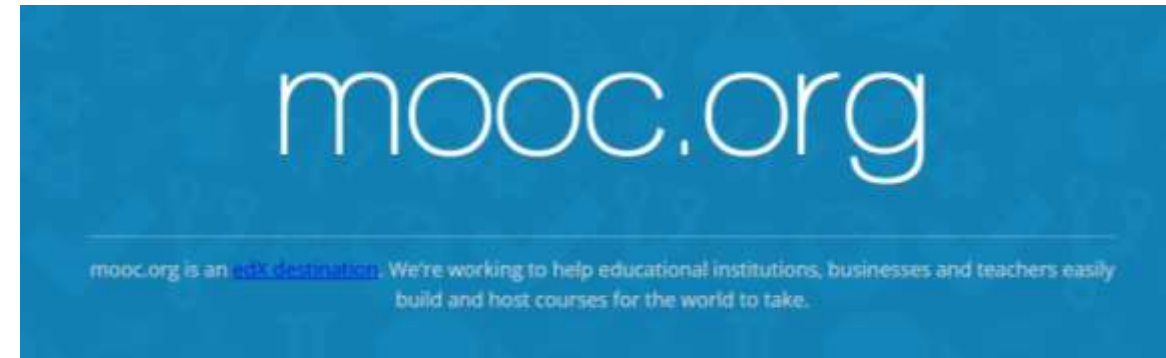 mooc.org
mooc.org is an edX destination. We're working to help educational institutions, businesses and teachers easily
build and host courses for the world to take.